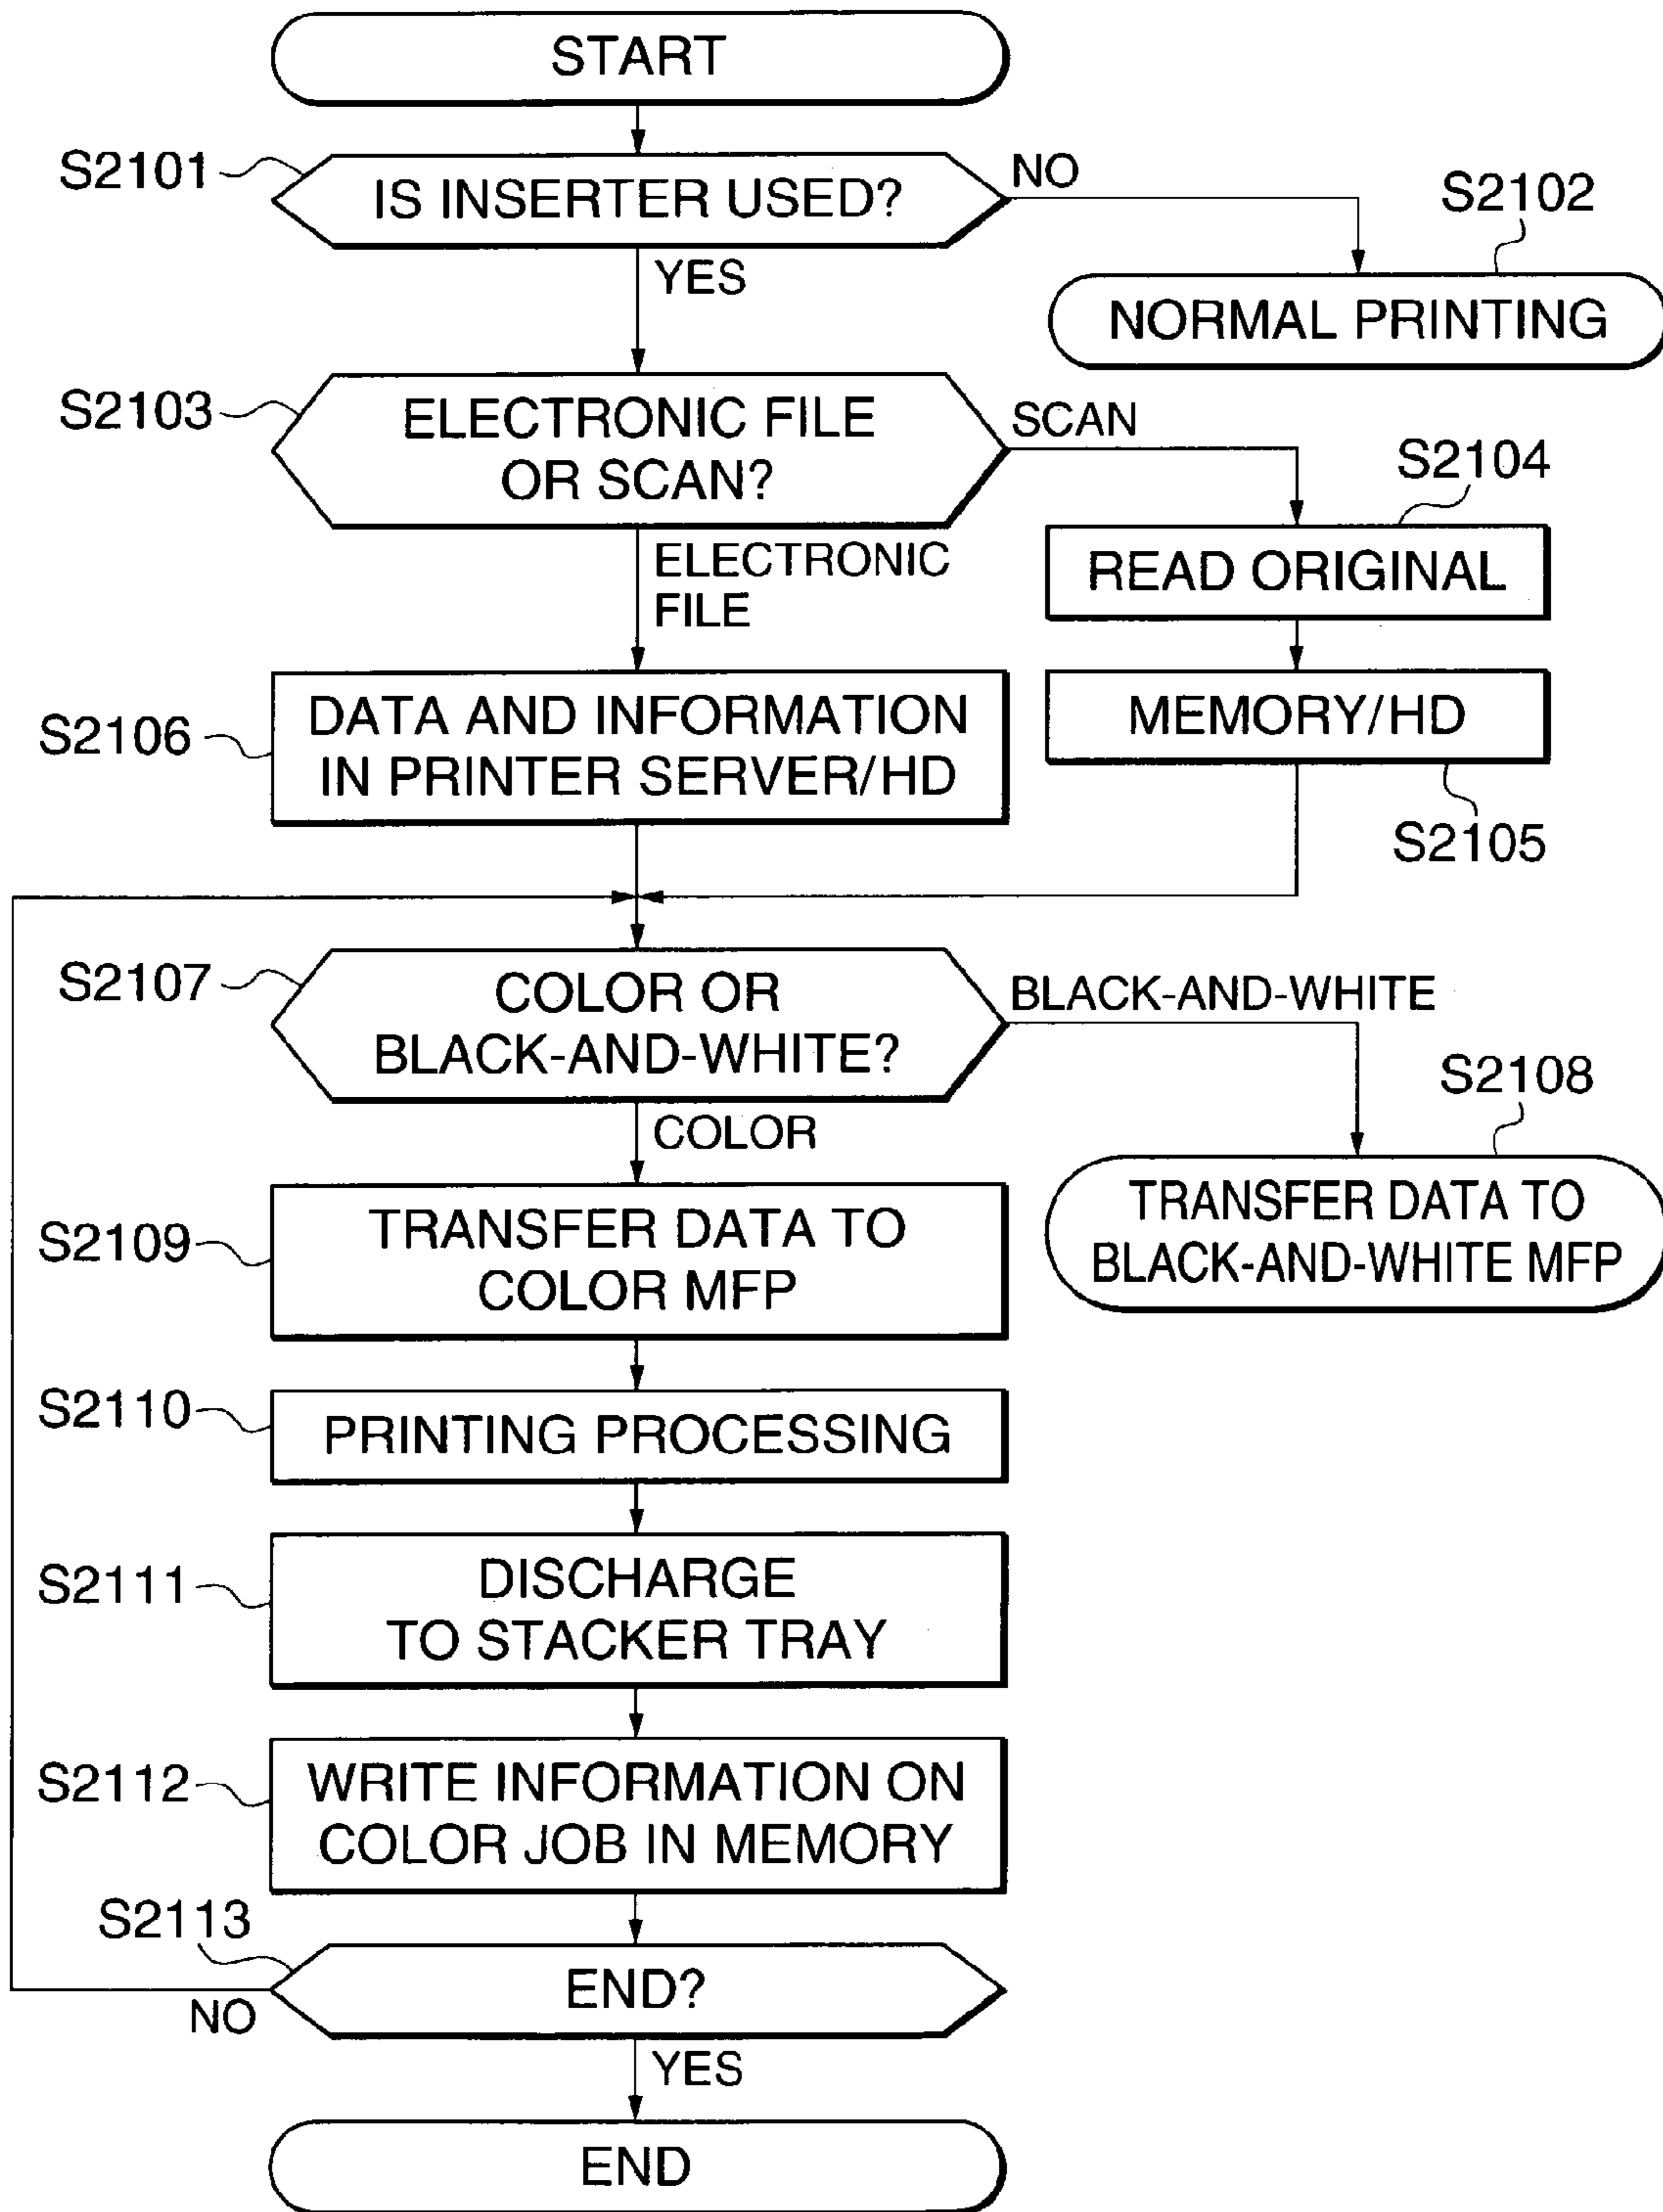 START
S2101
IS INSERTER USED?
NO
S2102
YES
NORMAL PRINTING
S2103
ELECTRONIC FILE
OR SCAN?
SCAN
S2104
ELECTRONIC
FILE
READ ORIGINAL
S2106
DATA AND INFORMATION
IN PRINTER SERVER/HD
MEMORY/HD
S2105
S2107
COLOR OR
BLACK-AND-WHITE?
BLACK-AND-WHITE
S2108
COLOR
TRANSFER DATA TO
BLACK-AND-WHITE MFP
S2109
TRANSFER DATA TO
COLOR MFP
S2110
PRINTING PROCESSING
S2111
DISCHARGE
TO STACKER TRAY
S2112
WRITE INFORMATION ON
COLOR JOB IN MEMORY
S2113
END?
NO
YES
END